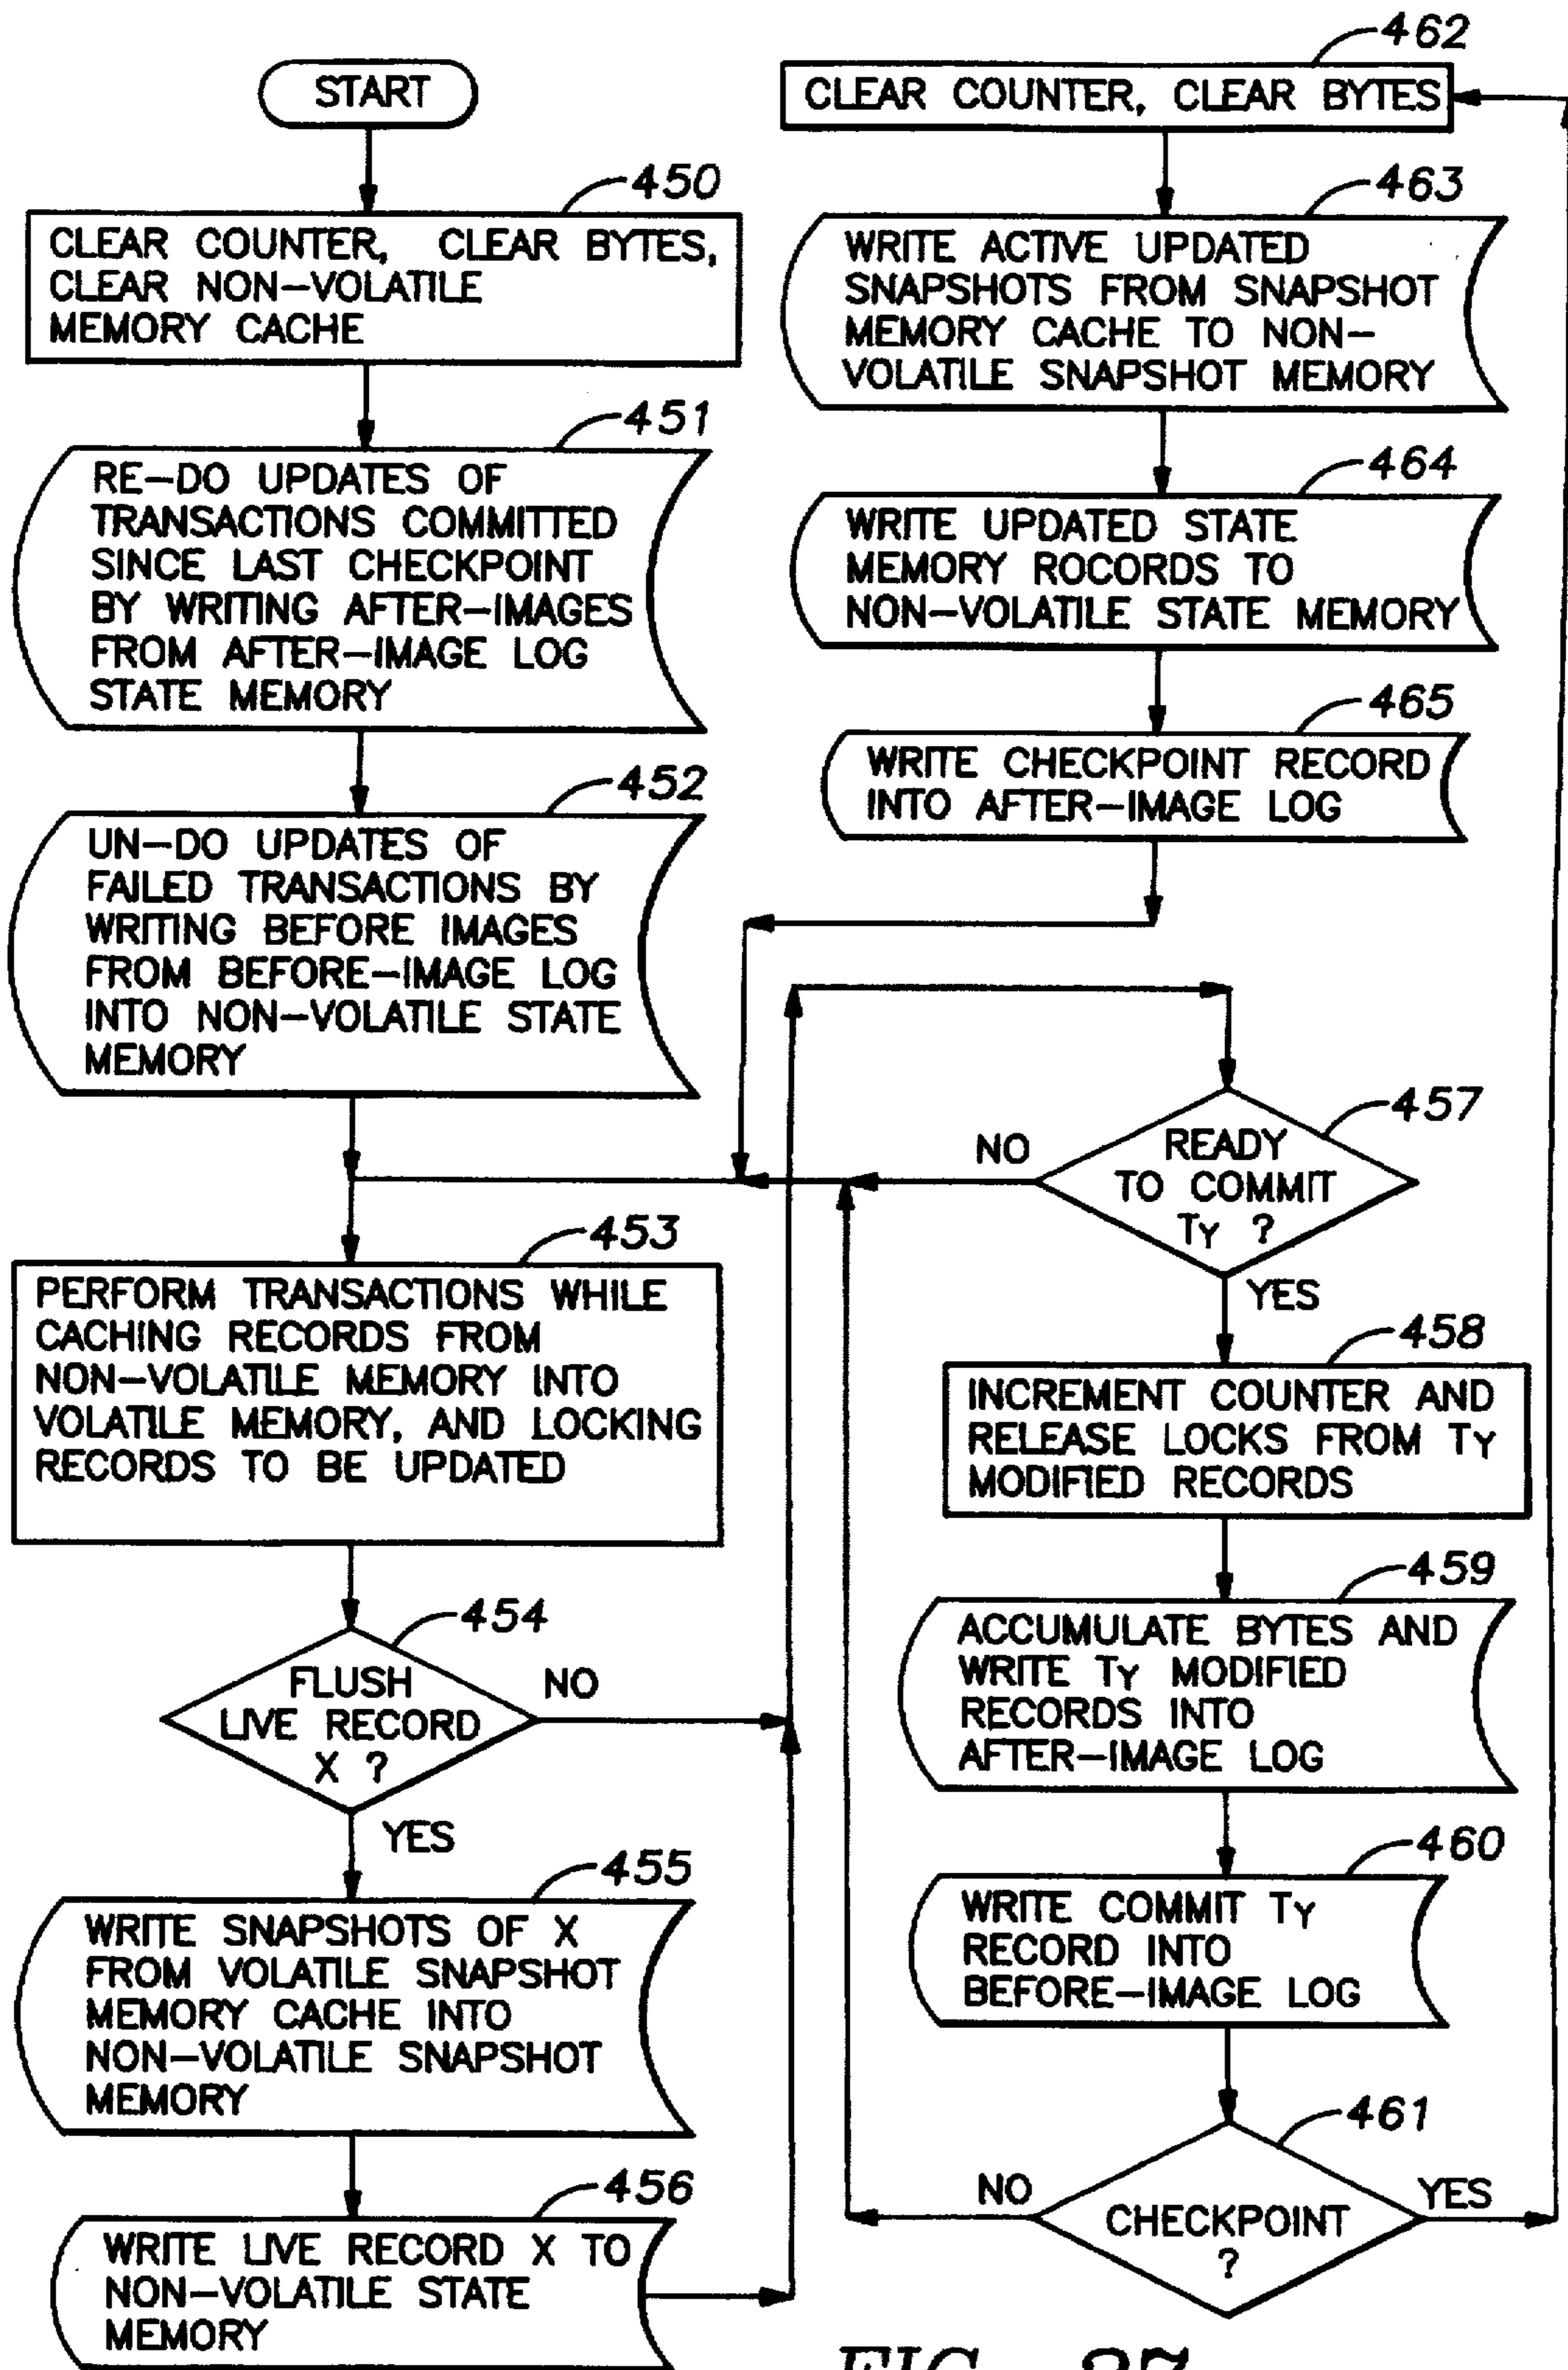 START
450
CLEAR COUNTER, CLEAR BYTES,
CLEAR NON-VOLATILE
MEMORY CACHE
451
RE-DO UPDATES OF
TRANSACTIONS COMMITTED
SINCE LAST CHECKPOINT
BY WRITING AFTER-IMAGES
FROM AFTER-IMAGE LOG
STATE MEMORY
452
UN-DO UPDATES OF
FAILED TRANSACTIONS BY
WRITING BEFORE IMAGES
FROM BEFORE-IMAGE LOG
INTO NON-VOLATILE STATE
MEMORY
453
PERFORM TRANSACTIONS WHILE
CACHING RECORDS FROM
NON-VOLATILE MEMORY INTO
VOLATILE MEMORY, AND LOCKING
RECORDS TO BE UPDATED
454
FLUSH
LIVE RECORD
X ?
NO
YES
455
WRITE SNAPSHOTS OF X
FROM VOLATILE SNAPSHOT
MEMORY CACHE INTO
NON-VOLATILE SNAPSHOT
MEMORY
456
WRITE LIVE RECORD X TO
NON-VOLATILE STATE
MEMORY
462
CLEAR COUNTER, CLEAR BYTES
463
WRITE ACTIVE UPDATED
SNAPSHOTS FROM SNAPSHOT
MEMORY CACHE TO NON-
VOLATILE SNAPSHOT MEMORY
464
WRITE UPDATED STATE
MEMORY ROCORDS TO
NON-VOLATILE STATE MEMORY
465
WRITE CHECKPOINT RECORD
INTO AFTER-IMAGE LOG
457
READY
TO COMMIT
TY ?
NO
YES
458
INCREMENT COUNTER AND
RELEASE LOCKS FROM TY
MODIFIED RECORDS
459
ACCUMULATE BYTES AND
WRITE TY MODIFIED
RECORDS INTO
AFTER-IMAGE LOG
460
WRITE COMMIT TY
RECORD INTO
BEFORE-IMAGE LOG
461
CHECKPOINT
?
NO
YES
FIG. 27